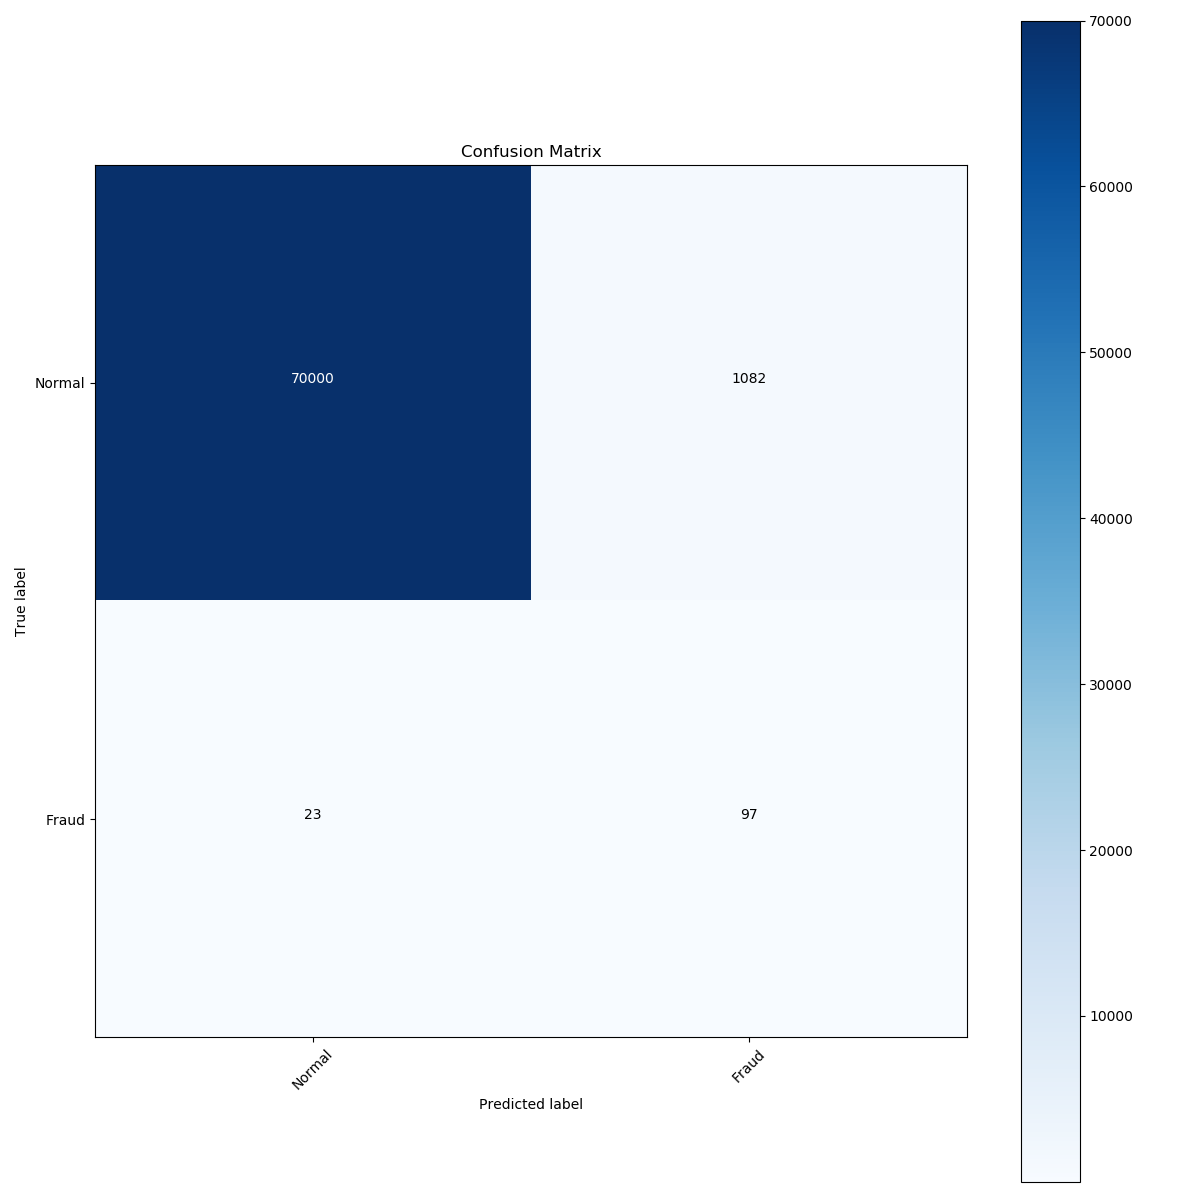 Confusion Matrix
True label
Normal
Fraud
70000
1082
23
97
Normal
Fraud
Predicted label
70000
60000
50000
40000
30000
20000
10000